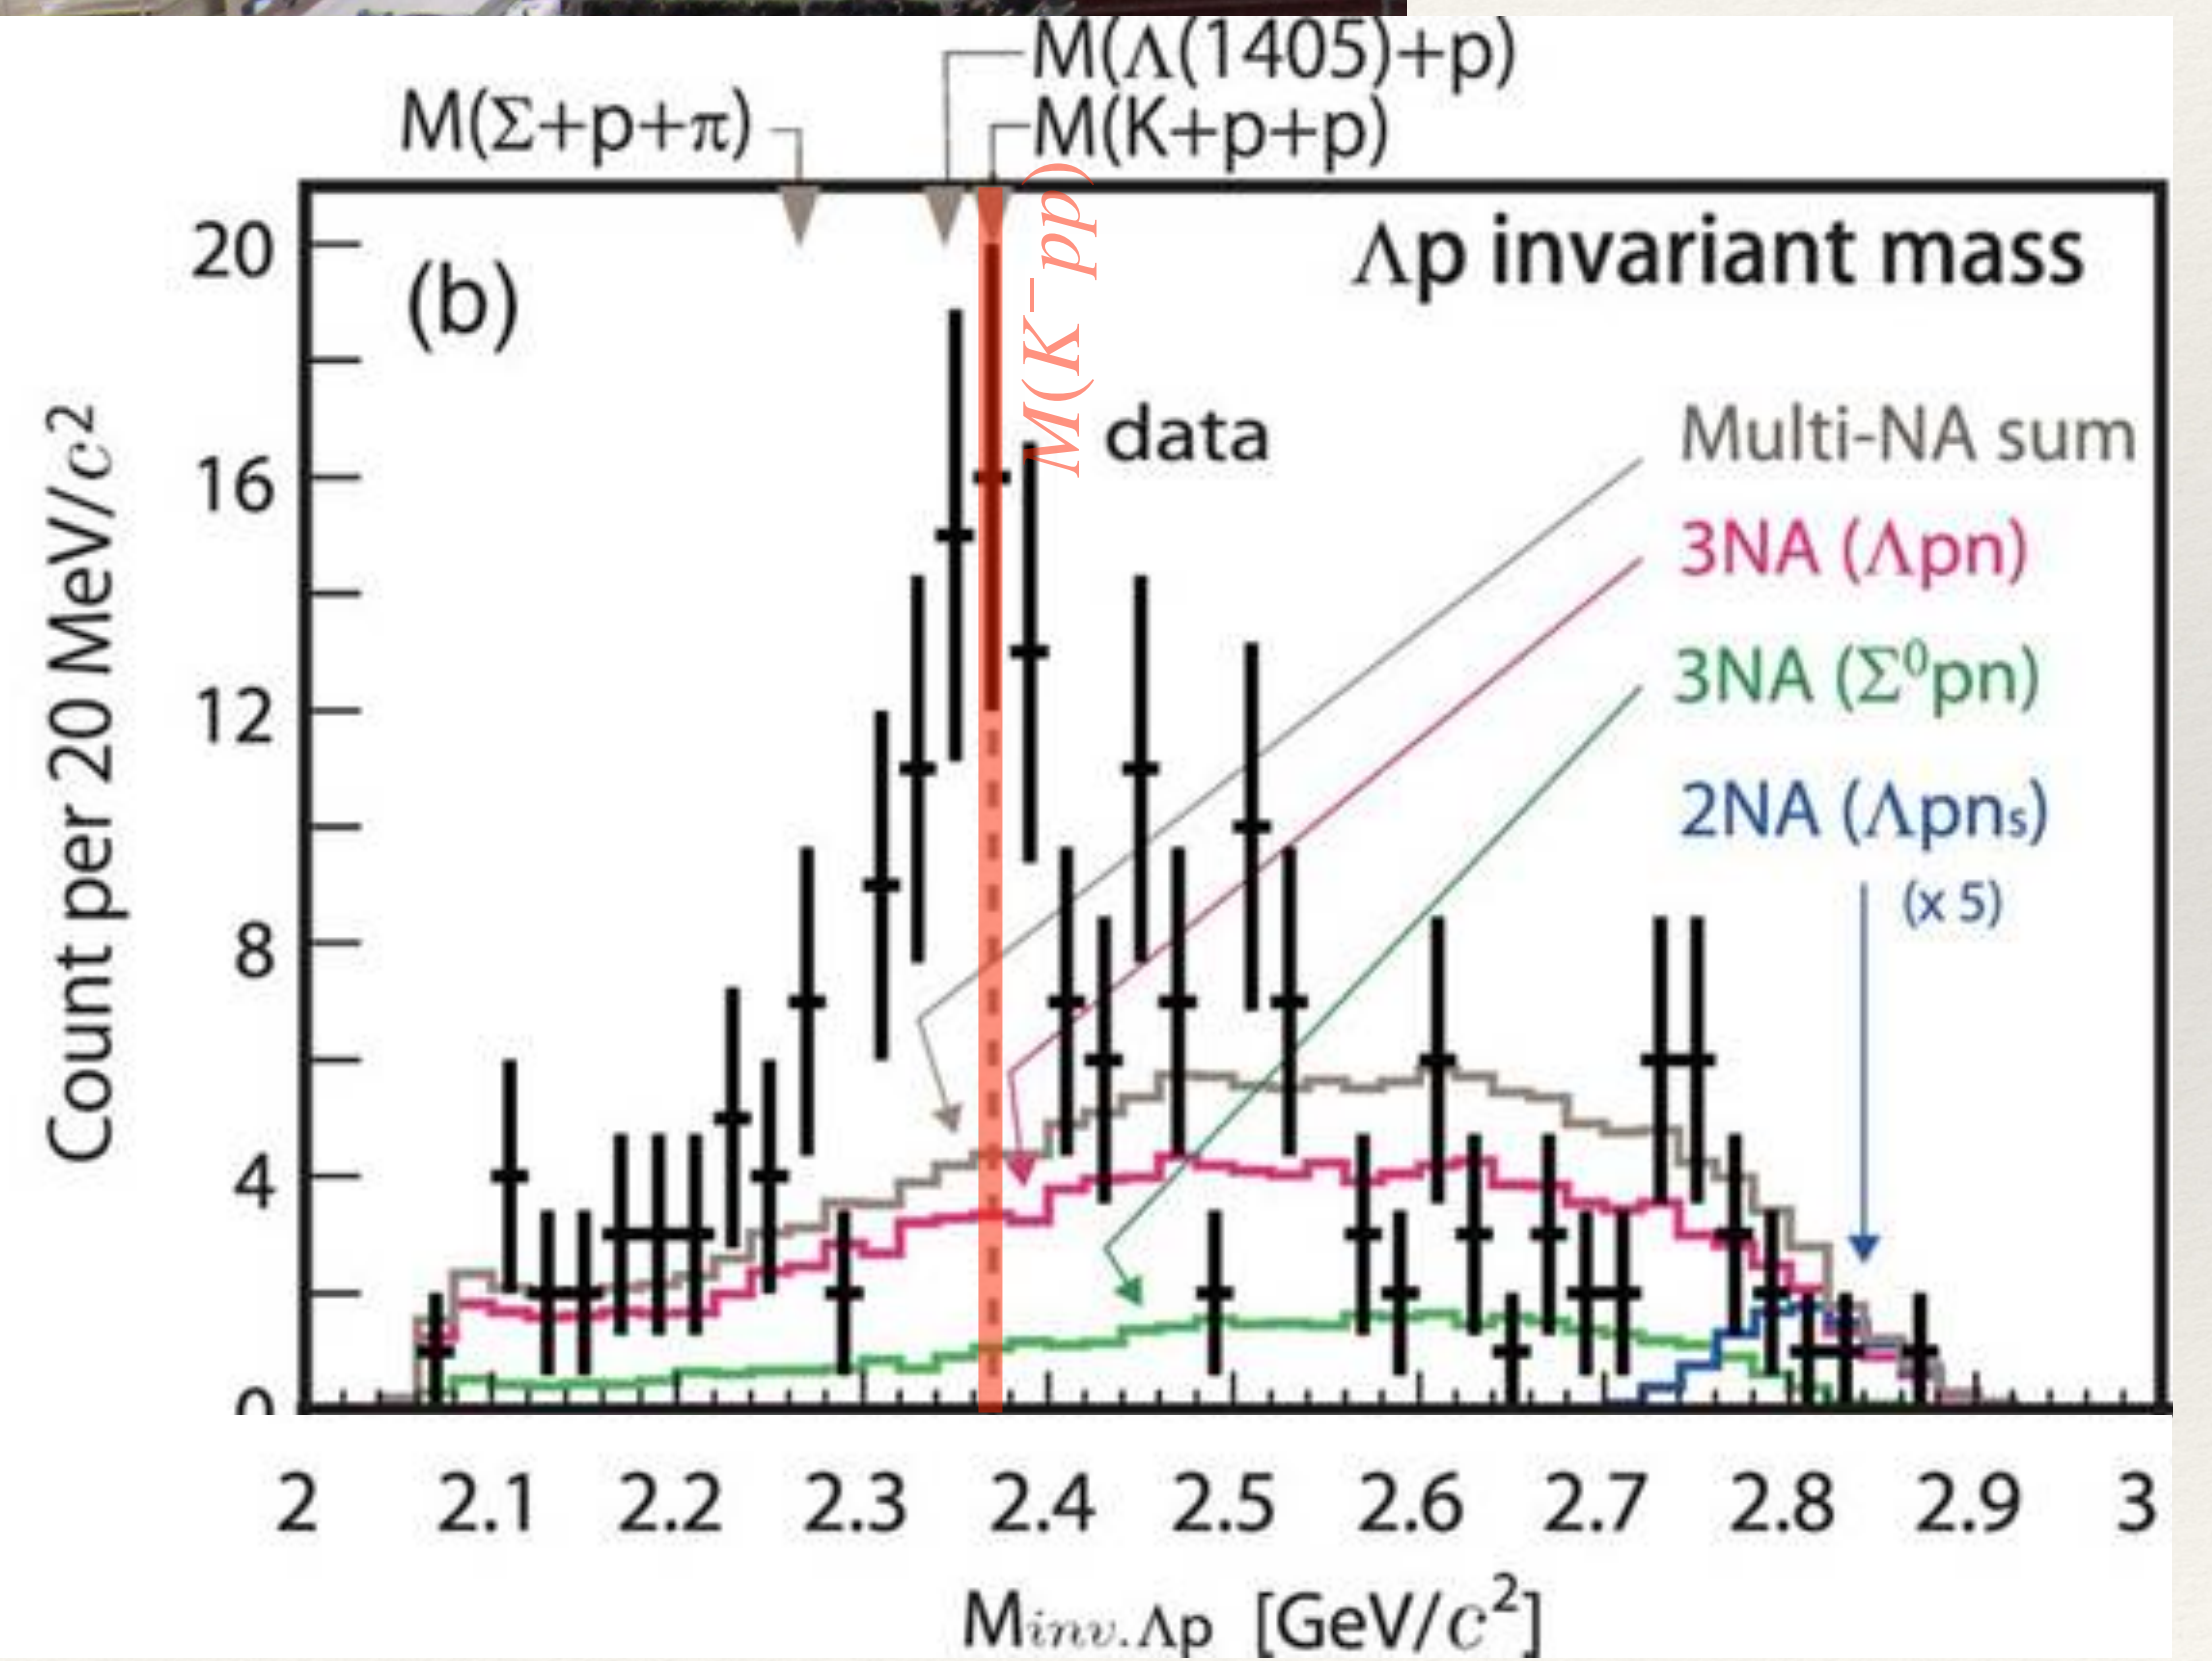 M(Λ(1405)+p)
M(Σ+p+π)
M(K+p+p)
M(K⁻pp)
(b)
Λp invariant mass
data
Multi-NA sum
3NA (Λpn)
3NA (Σ⁰pn)
2NA (Λpnₛ)
(x 5)
Count per 20 MeV/c²
20
16
12
8
4
0
2 2.1 2.2 2.3 2.4 2.5 2.6 2.7 2.8 2.9 3
Minv.Λp [GeV/c²]